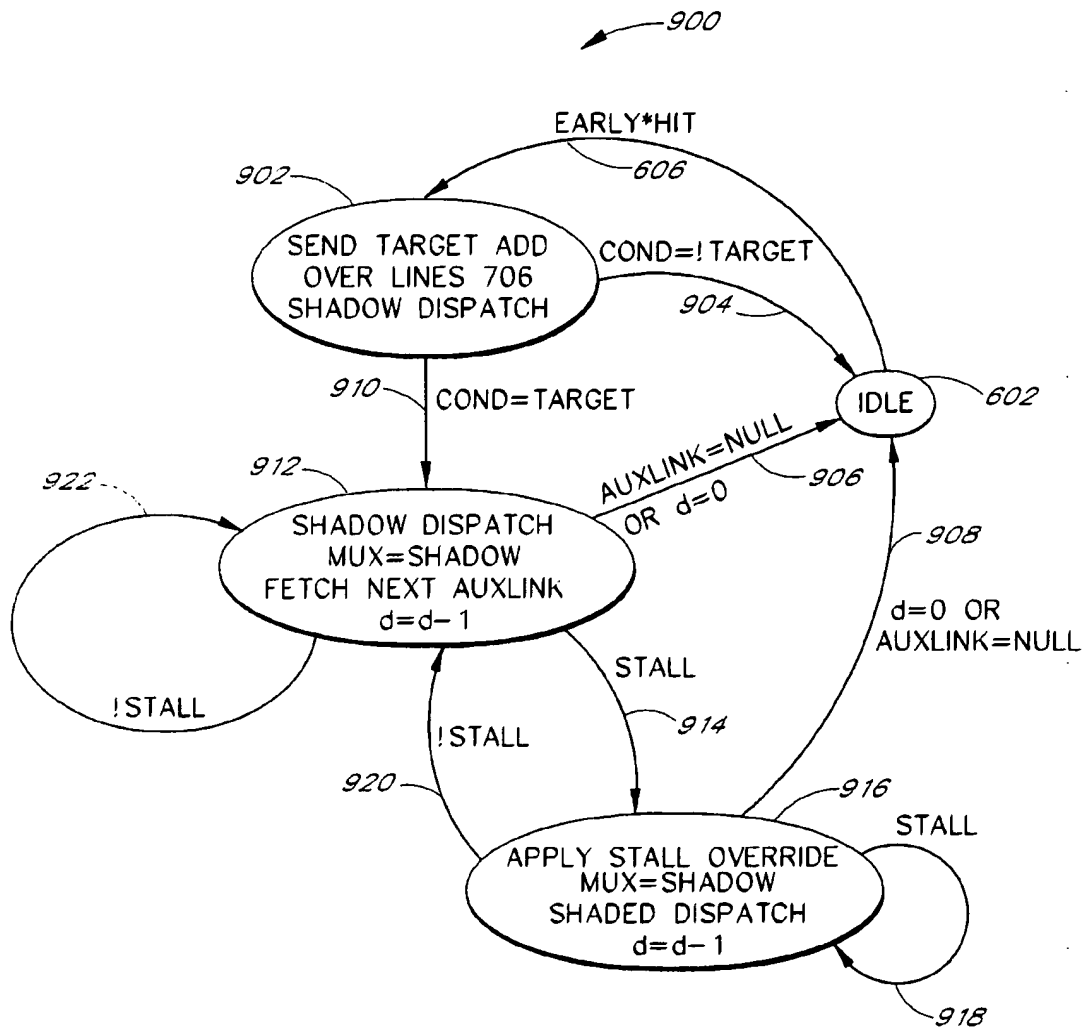 900
EARLY*HIT
606
902
SEND TARGET ADD
OVER LINES 706
SHADOW DISPATCH
COND=!TARGET
904
910
COND=TARGET
IDLE
602
AUXLINK=NULL
OR d=0
906
912
922
SHADOW DISPATCH
MUX=SHADOW
FETCH NEXT AUXLINK
d=d-1
908
d=0 OR
AUXLINK=NULL
STALL
914
!STALL
!STALL
920
916
STALL
APPLY STALL OVERRIDE
MUX=SHADOW
SHADED DISPATCH
d=d-1
918